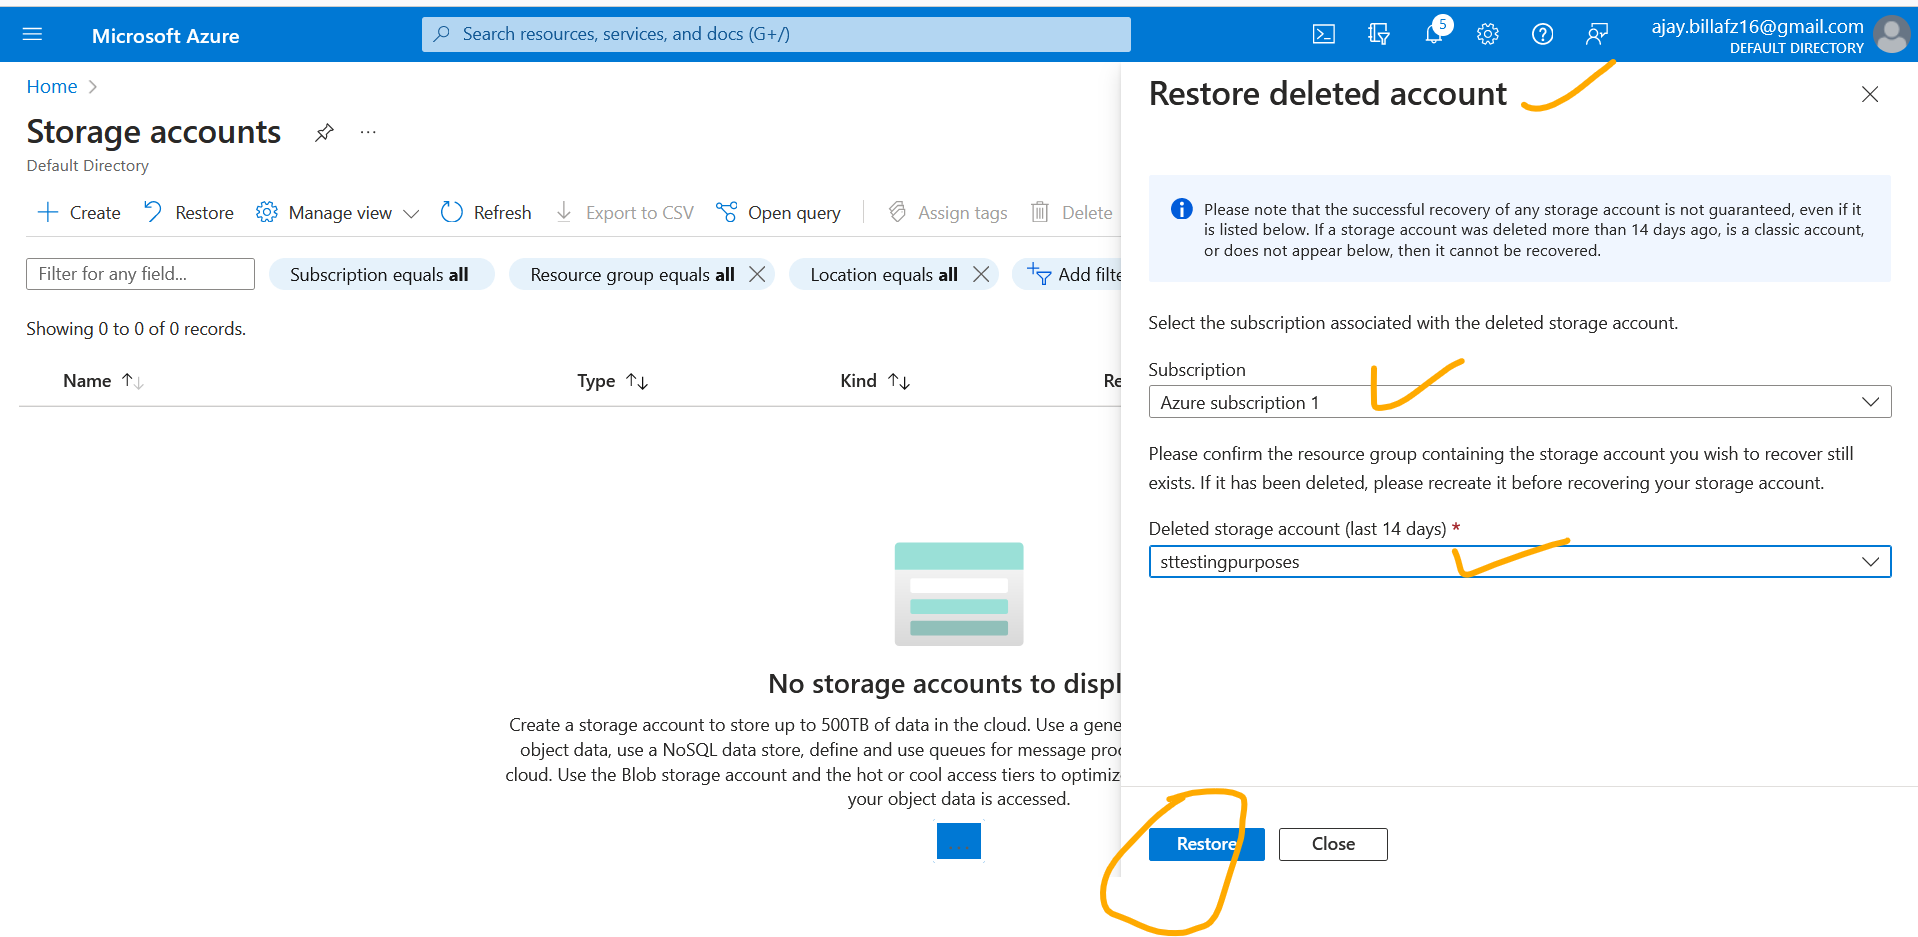 Microsoft Azure
Search resources, services, and docs (G+/)
5
ajay.billafz16@gmail.com
DEFAULT DIRECTORY
Home
Storage accounts
...
Default Directory
Create
Restore
Manage view
Refresh
Export to CSV
Open query
Assign tags
Delete
Filter for any field...
Subscription equals all
Resource group equals all
Location equals all
Add filte
Showing 0 to 0 of 0 records.
Name
Type
Kind
Re
No storage accounts to displ
Create a storage account to store up to 500TB of data in the cloud. Use a gene
object data, use a NoSQL data store, define and use queues for message proc
cloud. Use the Blob storage account and the hot or cool access tiers to optimiz
your object data is accessed.
Restore deleted account
Please note that the successful recovery of any storage account is not guaranteed, even if it
is listed below. If a storage account was deleted more than 14 days ago, is a classic account,
or does not appear below, then it cannot be recovered.
Select the subscription associated with the deleted storage account.
Subscription
Azure subscription 1
Please confirm the resource group containing the storage account you wish to recover still
exists. If it has been deleted, please recreate it before recovering your storage account.
Deleted storage account (last 14 days) *
sttestingpurposes
Restore
Close